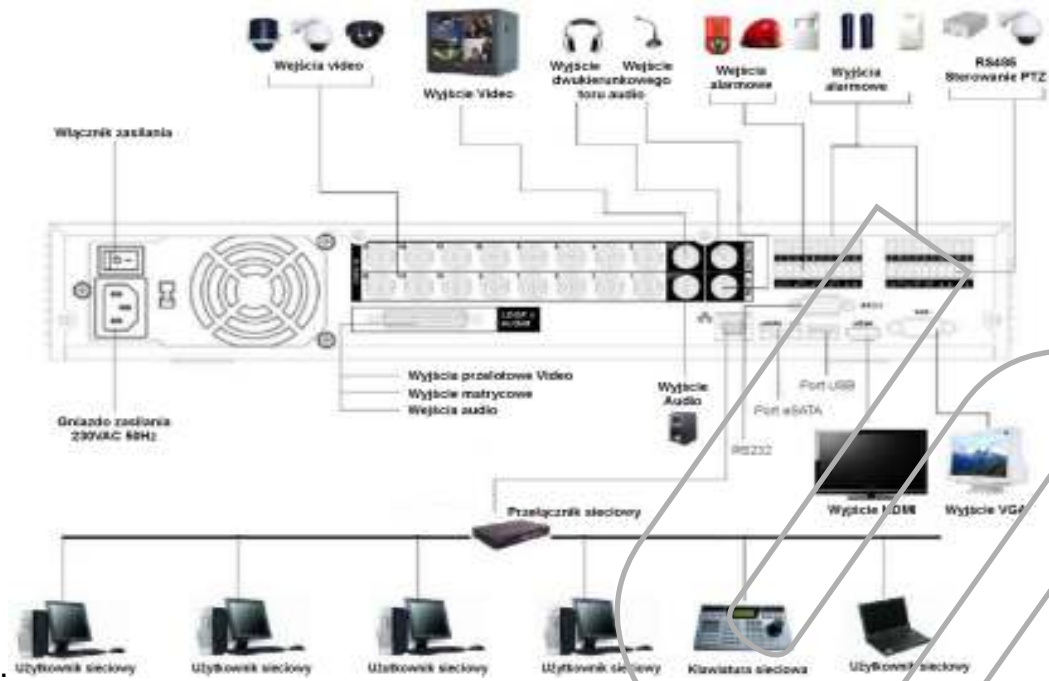 Wejścia video
Wyjście Video
Wyjście Wejście
dwukierunkowego
toru audio
Wejścia
alarmowe
Wyjścia
alarmowe
RS485
Sterowanie PTZ
Włącznik zasilania
Wyjścia przelotowe Video
Wyjście matrycowe
Wejścia audio
Wyjście
Audio
Port USB
Port eSATA
RS232
Gniazdo zasilania
230VAC 50Hz
Przełącznik sieciowy
Wyjście HDMI
Wyjście VGA
Użytkownik sieciowy
Użytkownik sieciowy
Użytkownik sieciowy
Użytkownik sieciowy
Klawiatura sieciowa
Użytkownik sieciowy